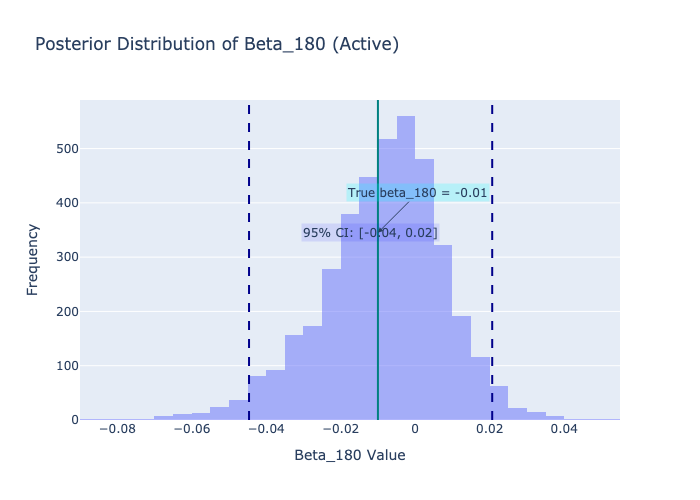 Posterior Distribution of Beta_180 (Active)
500
True beta_180 = -0.01
400
95% CI: [-0.04, 0.02]
300
Frequency
200
100
0
−0.08 −0.06 −0.04 −0.02 0 0.02 0.04
Beta_180 Value